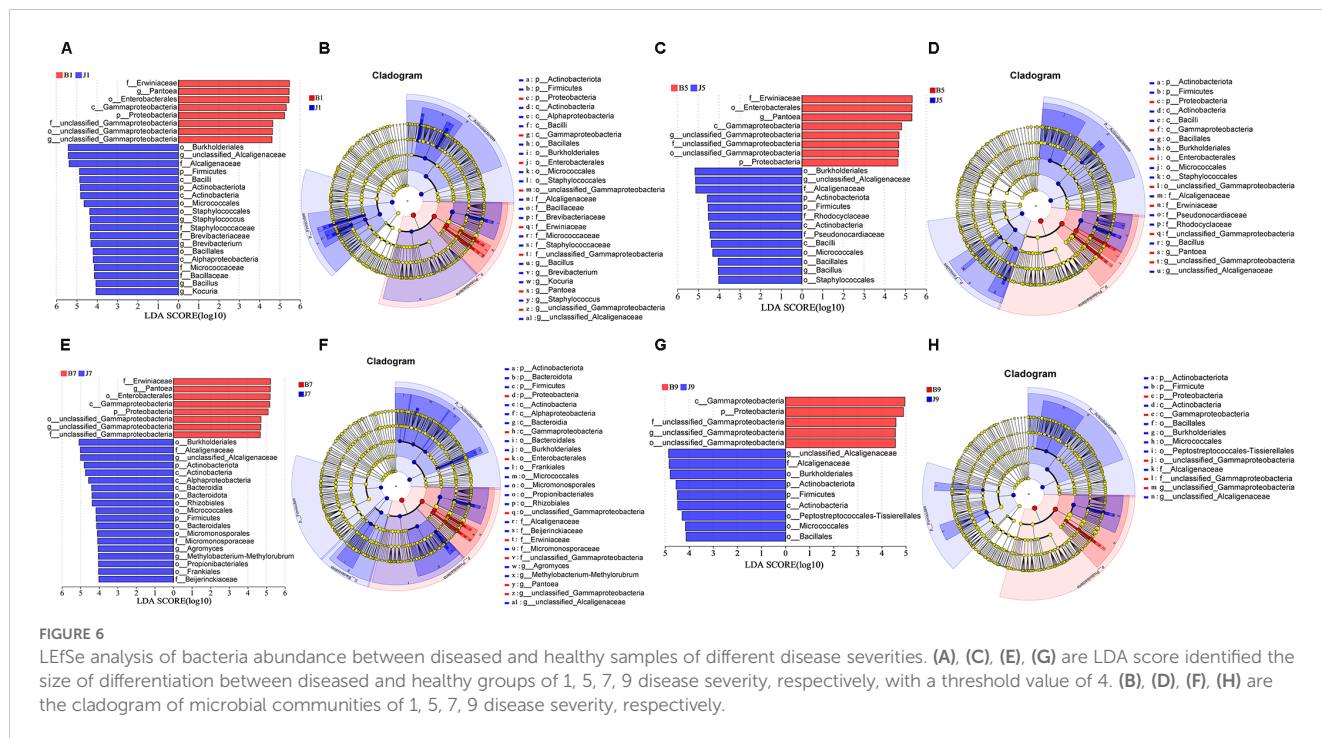 A
B1 J1
f__Erwiniaceae
g__Pantoea
o__Enterobacterales
c__Gammaproteobacteria
p__Proteobacteria
f__unclassified_Gammaproteobacteria
o__unclassified_Gammaproteobacteria
g__unclassified_Gammaproteobacteria
o__Burkholderiales
g__unclassified_Alcaligenaceae
f__Alcaligenaceae
p__Firmicutes
c__Bacilli
p__Actinobacteriota
c__Actinobacteria
o__Micrococcales
o__Staphylococcales
g__Staphylococcus
f__Staphylococcaceae
f__Brevibacteriaceae
g__Brevibacterium
o__Bacillales
c__Alphaproteobacteria
f__Micrococcaceae
f__Bacillaceae
g__Bacillus
g__Kocuria
6 5 4 3 2 1 0 1 2 3 4 5 6
LDA SCORE(log10)
B
Cladogram
B1
J1
p__Actinobacteriota
a : p__Actinobacteriota
b : p__Firmicutes
c : p__Proteobacteria
d : c__Actinobacteria
e : c__Alphaproteobacteria
f : c__Bacilli
g : c__Gammaproteobacteria
h : o__Bacillales
i : o__Burkholderiales
j : o__Enterobacterales
k : o__Micrococcales
l : o__Staphylococcales
m : o__unclassified_Gammaproteobacteria
n : f__Alcaligenaceae
o : f__Bacillaceae
p : f__Brevibacteriaceae
q : f__Erwiniaceae
r : f__Micrococcaceae
s : f__Staphylococcaceae
t : f__unclassified_Gammaproteobacteria
u : g__Bacillus
v : g__Brevibacterium
w : g__Kocuria
x : g__Pantoea
y : g__Staphylococcus
z : g__unclassified_Gammaproteobacteria
a1 : g__unclassified_Alcaligenaceae
C
B5 J5
f__Erwiniaceae
o__Enterobacterales
g__Pantoea
c__Gammaproteobacteria
g__unclassified_Gammaproteobacteria
f__unclassified_Gammaproteobacteria
o__unclassified_Gammaproteobacteria
p__Proteobacteria
o__Burkholderiales
g__unclassified_Alcaligenaceae
f__Alcaligenaceae
p__Actinobacteriota
p__Firmicutes
f__Rhodocyclaceae
c__Actinobacteria
f__Pseudonocardiaceae
c__Bacilli
o__Micrococcales
o__Bacillales
g__Bacillus
o__Staphylococcales
6 5 4 3 2 1 0 1 2 3 4 5 6
LDA SCORE(log10)
D
Cladogram
B5
J5
p__Actinobacteriota
a : p__Actinobacteriota
b : p__Firmicutes
c : p__Proteobacteria
d : c__Actinobacteria
e : c__Bacilli
f : c__Gammaproteobacteria
g : o__Bacillales
h : o__Burkholderiales
i : o__Enterobacterales
j : o__Micrococcales
k : o__Staphylococcales
l : o__unclassified_Gammaproteobacteria
m : f__Alcaligenaceae
n : f__Erwiniaceae
o : f__Pseudonocardiaceae
p : f__Rhodocyclaceae
q : f__unclassified_Gammaproteobacteria
r : g__Bacillus
s : g__Pantoea
t : g__unclassified_Gammaproteobacteria
u : g__unclassified_Alcaligenaceae
E
B7 J7
f__Erwiniaceae
g__Pantoea
o__Enterobacterales
c__Gammaproteobacteria
p__Proteobacteria
o__unclassified_Gammaproteobacteria
g__unclassified_Gammaproteobacteria
f__unclassified_Gammaproteobacteria
o__Burkholderiales
f__Alcaligenaceae
g__unclassified_Alcaligenaceae
p__Actinobacteriota
c__Actinobacteria
c__Alphaproteobacteria
c__Bacteroidia
p__Bacteroidota
o__Rhizobiales
o__Micrococcales
p__Firmicutes
o__Bacteroidales
o__Micromonosporales
f__Micromonosporaceae
g__Agromyces
g__Methylobacterium-Methylorubrum
o__Propionibacteriales
o__Frankiales
f__Beijerinckiaceae
6 5 4 3 2 1 0 1 2 3 4 5 6
LDA SCORE(log10)
F
Cladogram
B7
J7
p__Actinobacteriota
a : p__Actinobacteriota
b : p__Bacteroidota
c : p__Firmicutes
d : p__Proteobacteria
e : c__Actinobacteria
f : c__Alphaproteobacteria
g : c__Bacteroidia
h : c__Gammaproteobacteria
i : o__Bacteroidales
j : o__Burkholderiales
k : o__Enterobacterales
l : o__Frankiales
m : o__Micrococcales
n : o__Micromonosporales
o : o__Propionibacteriales
p : o__Rhizobiales
q : o__unclassified_Gammaproteobacteria
r : f__Alcaligenaceae
s : f__Beijerinckiaceae
t : f__Erwiniaceae
u : f__Micromonosporaceae
v : f__unclassified_Gammaproteobacteria
w : g__Agromyces
x : g__Methylobacterium-Methylorubrum
y : g__Pantoea
z : g__unclassified_Gammaproteobacteria
a1 : g__unclassified_Alcaligenaceae
G
B9 J9
c__Gammaproteobacteria
p__Proteobacteria
f__unclassified_Gammaproteobacteria
g__unclassified_Gammaproteobacteria
o__unclassified_Gammaproteobacteria
g__unclassified_Alcaligenaceae
f__Alcaligenaceae
o__Burkholderiales
p__Actinobacteriota
p__Firmicutes
c__Actinobacteria
o__Peptostreptococcales-Tissierellales
o__Micrococcales
o__Bacillales
5 4 3 2 1 0 1 2 3 4 5
LDA SCORE(log10)
H
Cladogram
B9
J9
p__Actinobacteriota
a : p__Actinobacteriota
b : p__Firmicute
c : p__Proteobacteria
d : c__Actinobacteria
e : c__Gammaproteobacteria
f : o__Bacillales
g : o__Burkholderiales
h : o__Micrococcales
i : o__Peptostreptococcales-Tissierellales
j : o__unclassified_Gammaproteobacteria
k : f__Alcaligenaceae
l : f__unclassified_Gammaproteobacteria
m g__unclassified_Gammaproteobacteria
n : g__unclassified_Alcaligenaceae
FIGURE 6
LEfSe analysis of bacteria abundance between diseased and healthy samples of different disease severities. (A), (C), (E), (G) are LDA score identified the
size of differentiation between diseased and healthy groups of 1, 5, 7, 9 disease severity, respectively, with a threshold value of 4. (B), (D), (F), (H) are
the cladogram of microbial communities of 1, 5, 7, 9 disease severity, respectively.